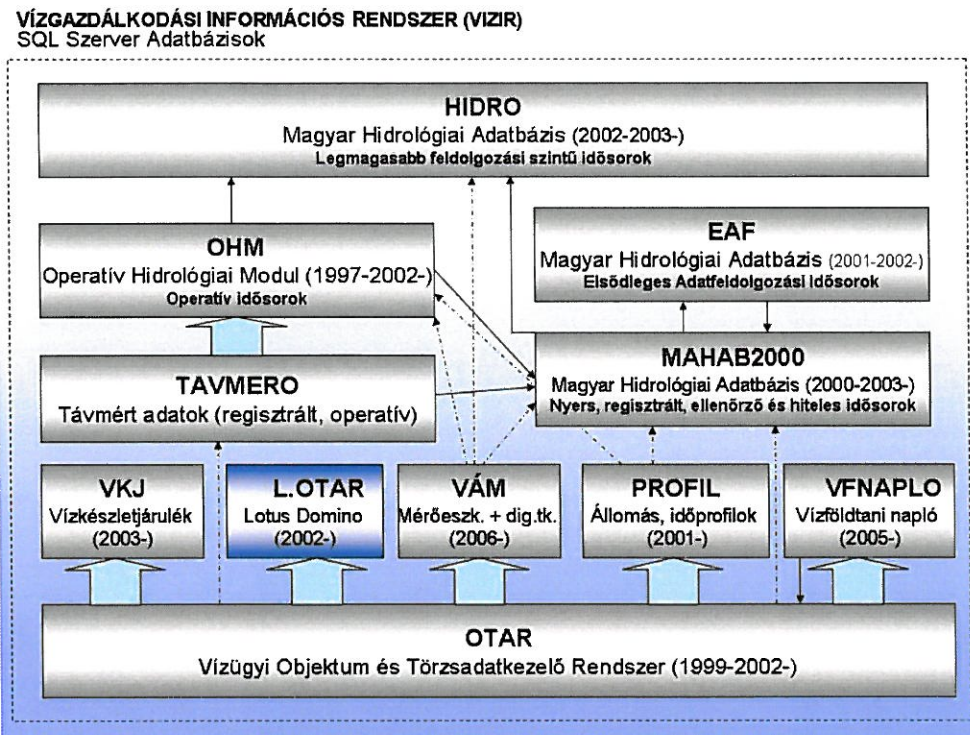 VÍZGAZDÁLKODÁSI INFORMÁCIÓS RENDSZER (VIZIR)
SQL Szerver Adatbázisok
HIDRO
Magyar Hidrológiai Adatbázis (2002-2003-)
Legmagasabb feldolgozási szintű idősorok
OHM
Operatív Hidrológiai Modul (1997-2002-)
Operatív idősorok
EAF
Magyar Hidrológiai Adatbázis (2001-2002-)
Elsődleges Adatfeldolgozási Idősorok
TAVMERO
Távmért adatok (regisztrált, operatív)
MAHAB2000
Magyar Hidrológiai Adatbázis (2000-2003-)
Nyers, regisztrált, ellenőrző és hiteles idősorok
VKJ
Vízkészletjárulék
(2003-)
L.OTAR
Lotus Domino
(2002-)
VÁM
Mérőeszk. + dig.tk.
(2006-)
PROFIL
Állomás, időprofilok
(2001-)
VFNAPLO
Vízföldtani napló
(2005-)
OTAR
Vízügyi Objektum és Törzsadatkezelő Rendszer (1999-2002-)